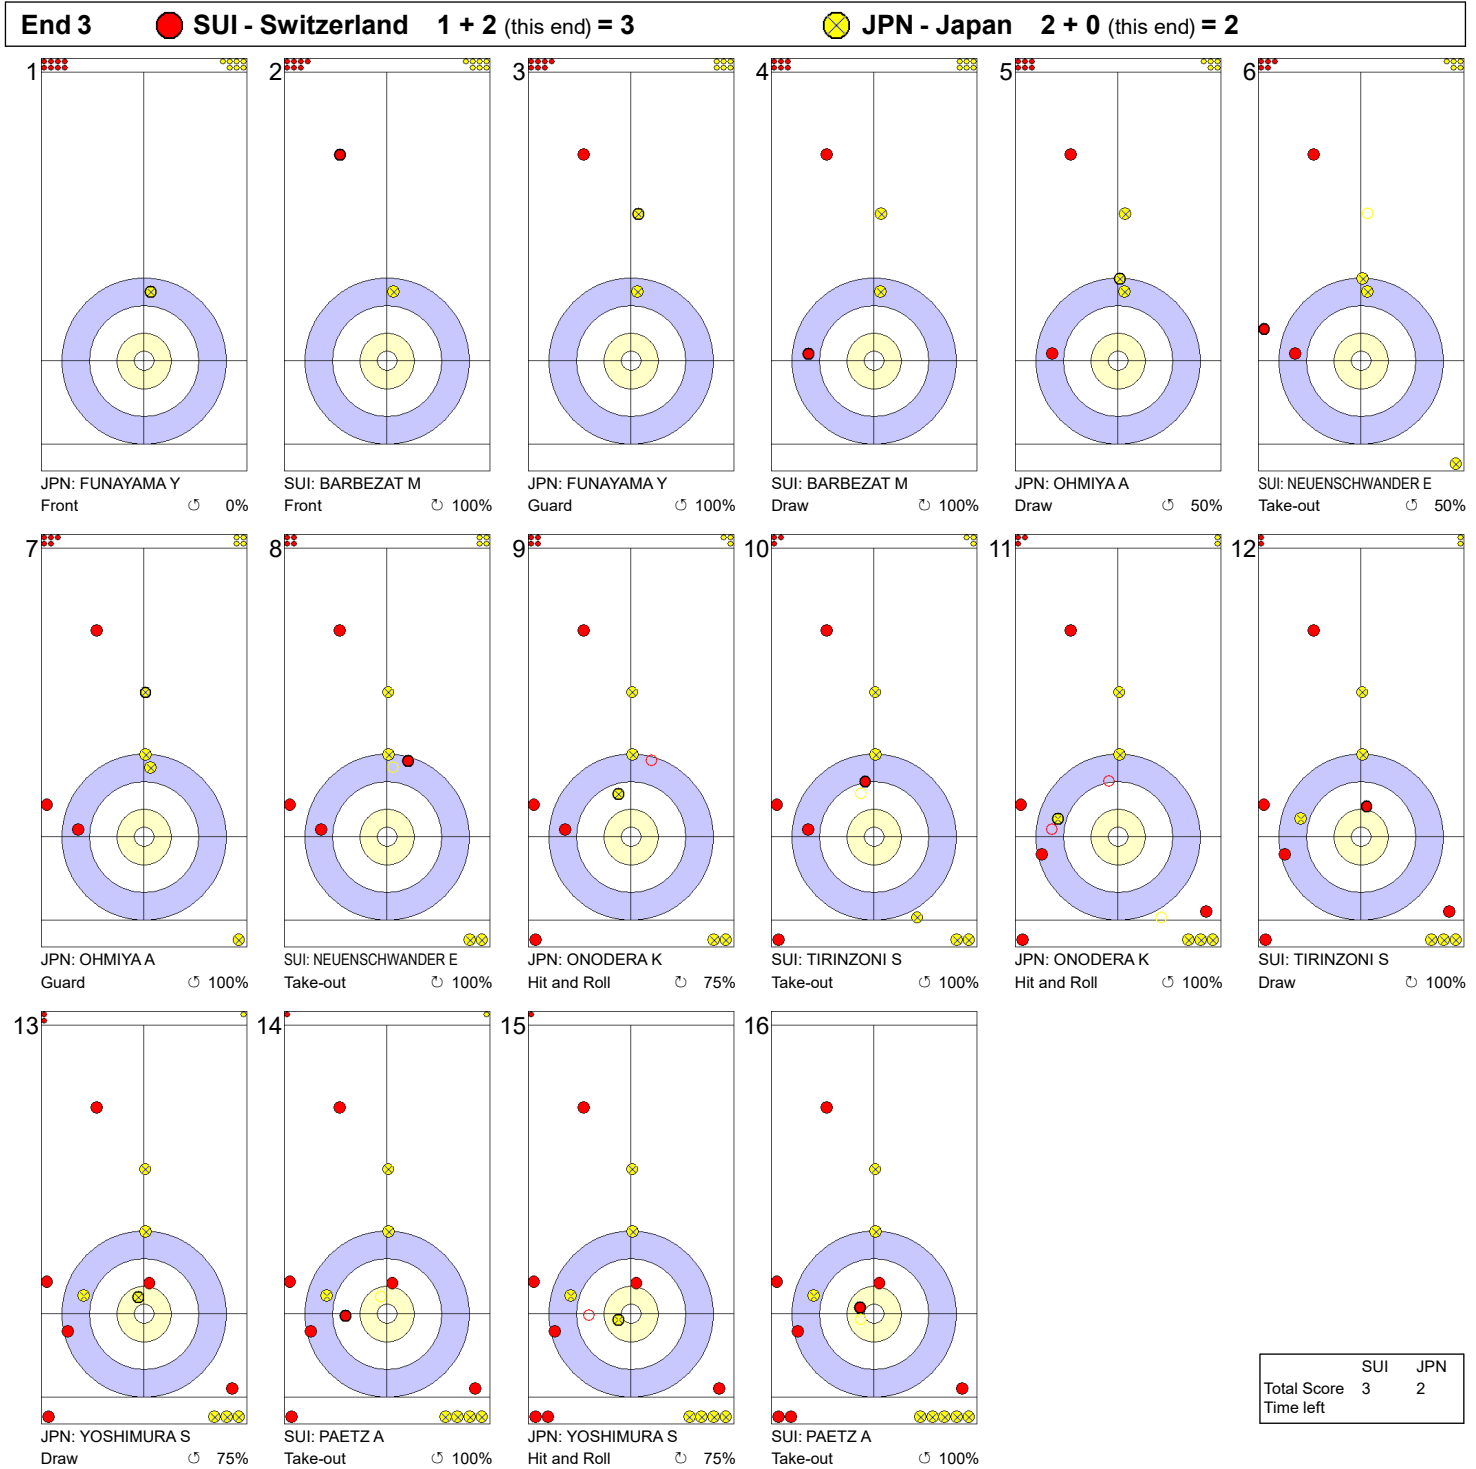 End 3 SUI - Switzerland 1 + 2 (this end) = 3 JPN - Japan 2 + 0 (this end) = 2
1 2 3 4 5 6
JPN: FUNAYAMA Y SUI: BARBEZAT M JPN: FUNAYAMA Y SUI: BARBEZAT M JPN: OHMIYA A SUI: NEUENSCHWANDER E
Front ↺ 0% Front ↻ 100% Guard ↺ 100% Draw ↻ 100% Draw ↺ 50% Take-out ↺ 50%
7 8 9 10 11 12
JPN: OHMIYA A SUI: NEUENSCHWANDER E JPN: ONODERA K SUI: TIRINZONI S JPN: ONODERA K SUI: TIRINZONI S
Guard ↺ 100% Take-out ↻ 100% Hit and Roll ↻ 75% Take-out ↺ 100% Hit and Roll ↺ 100% Draw ↻ 100%
13 14 15 16
JPN: YOSHIMURA S SUI: PAETZ A JPN: YOSHIMURA S SUI: PAETZ A
Draw ↺ 75% Take-out ↻ 100% Hit and Roll ↻ 75% Take-out ↺ 100%
SUI JPN
Total Score 3 2
Time left